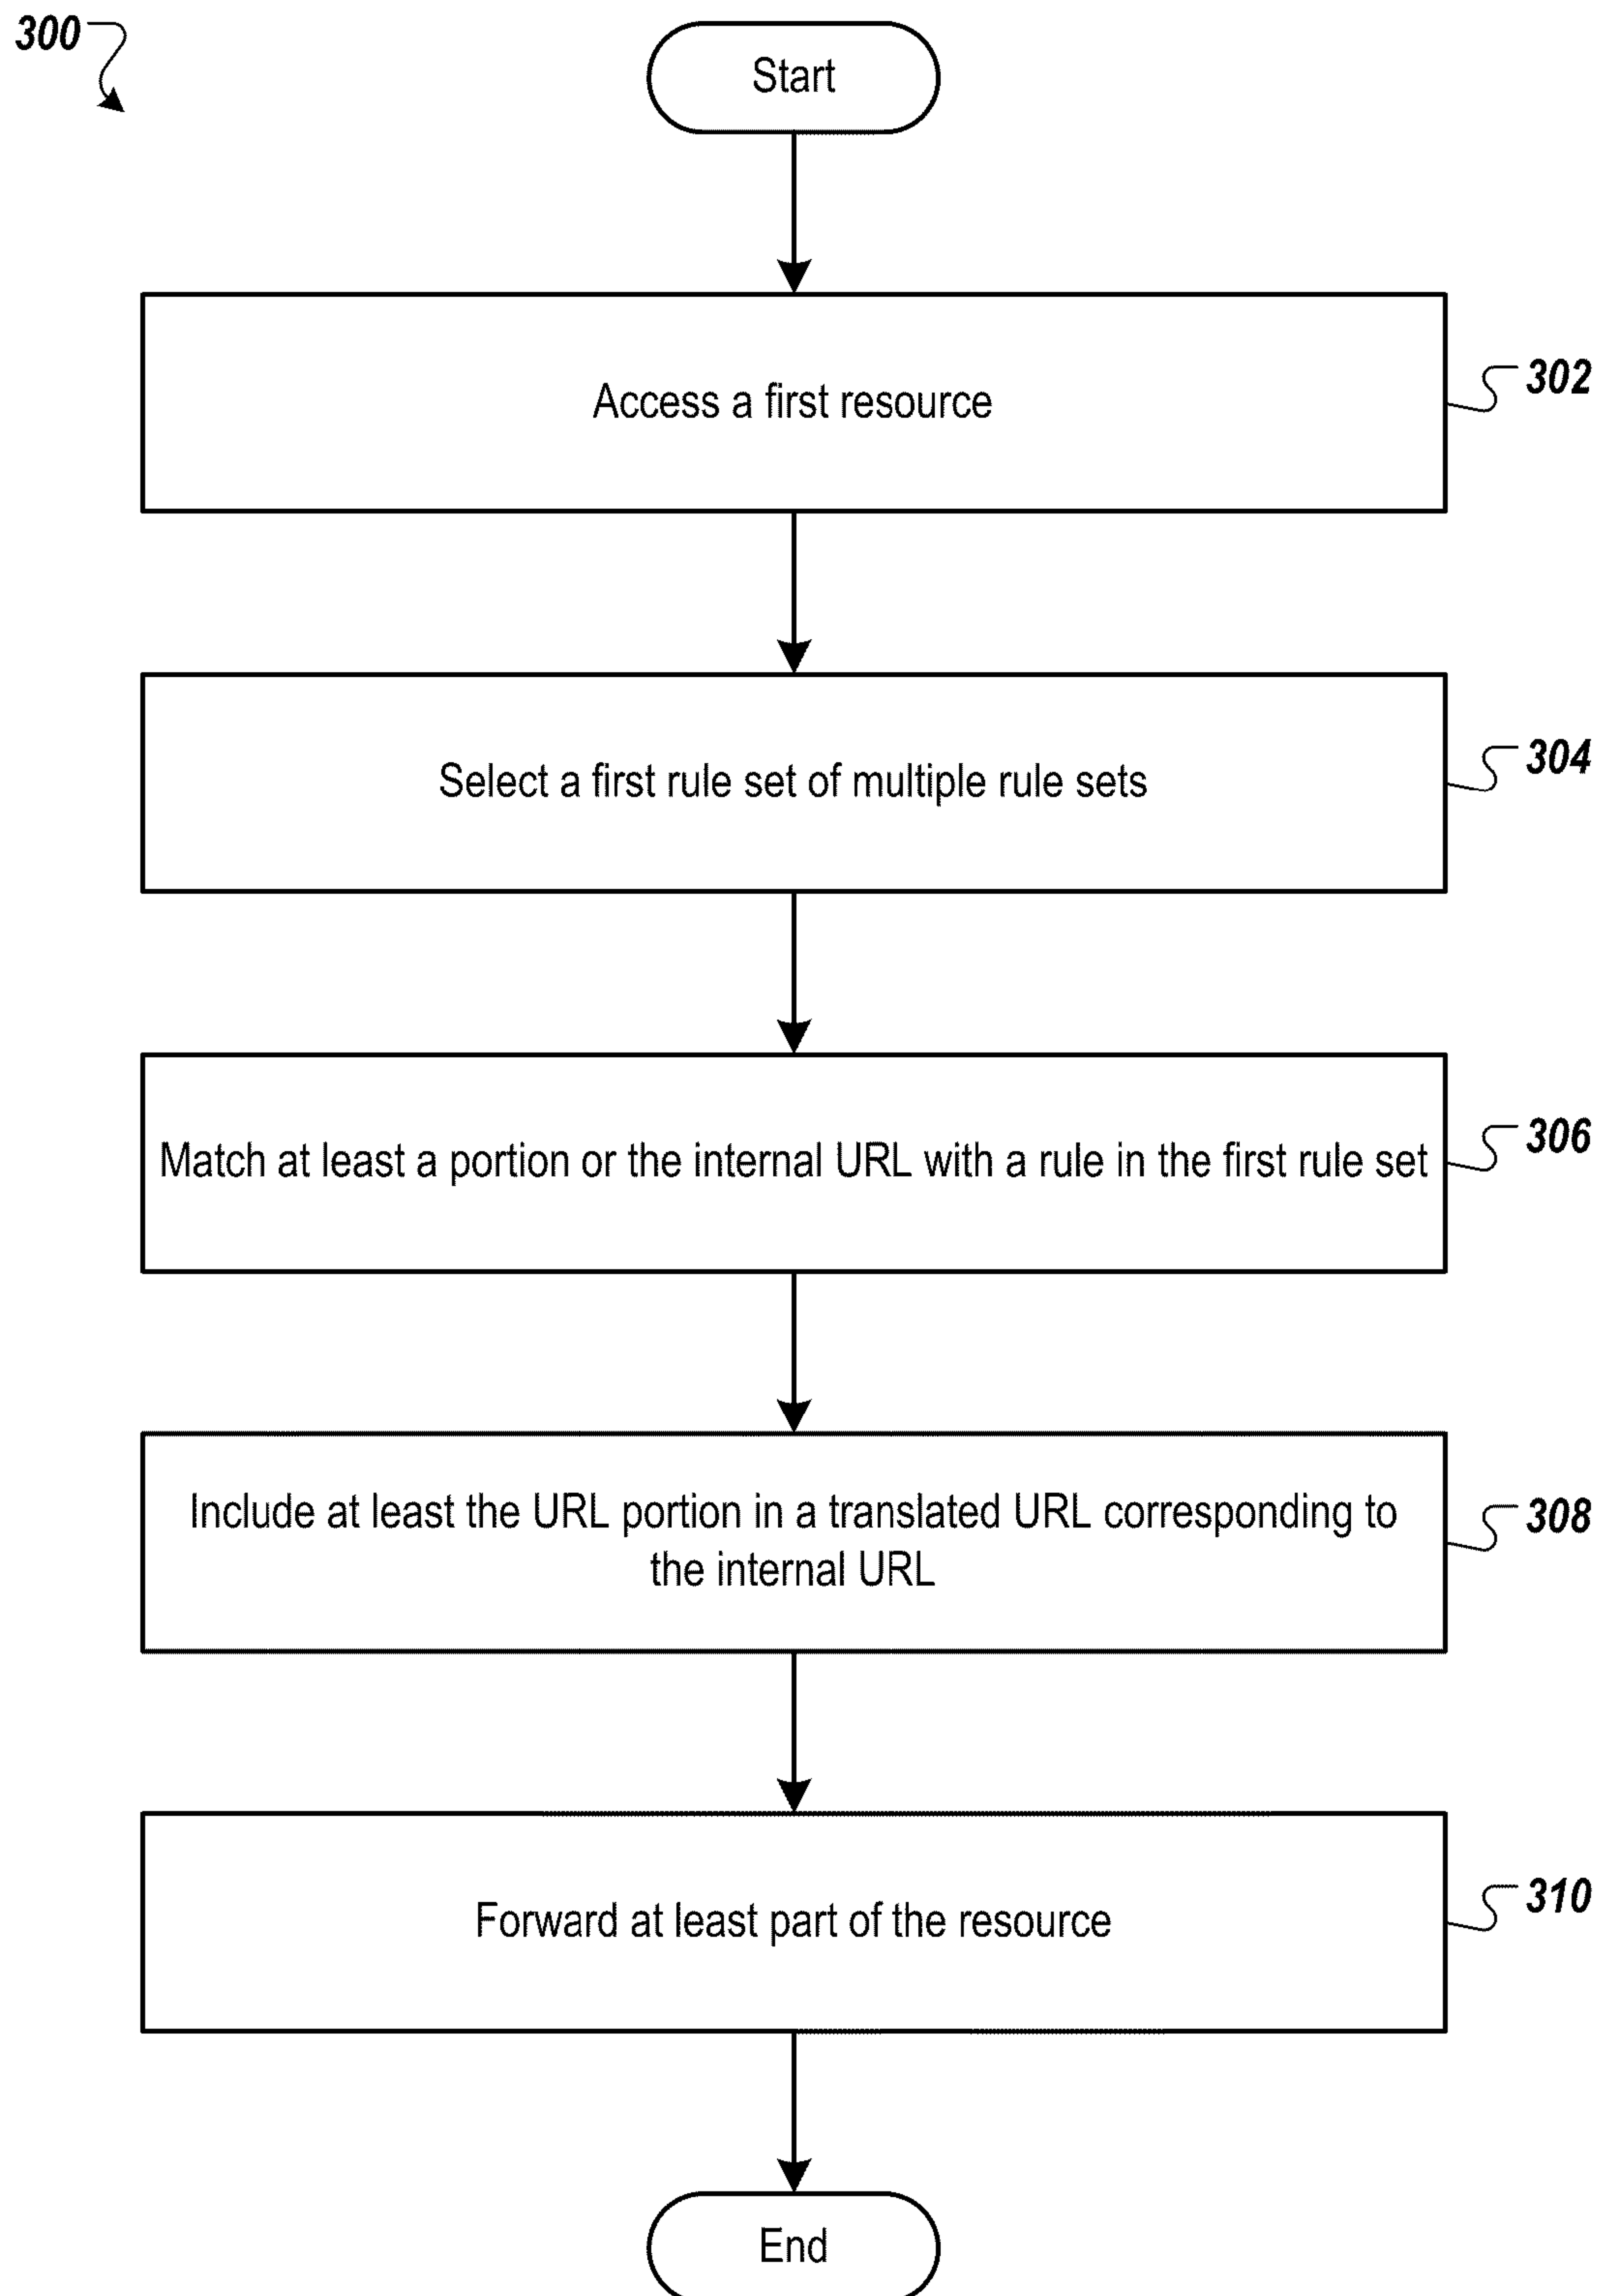 300
Start
Access a first resource
302
Select a first rule set of multiple rule sets
304
Match at least a portion or the internal URL with a rule in the first rule set
306
Include at least the URL portion in a translated URL corresponding to
the internal URL
308
Forward at least part of the resource
310
End